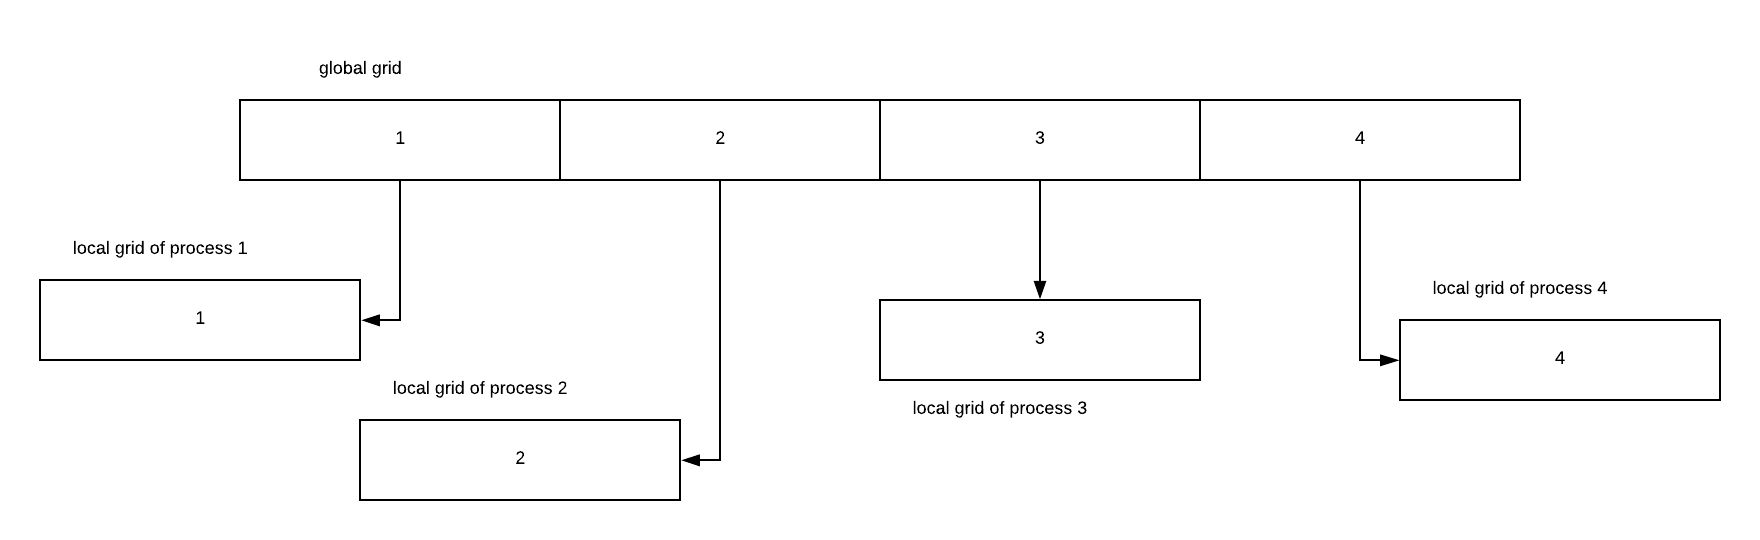 global grid
1
2
3
4
local grid of process 1
1
local grid of process 2
2
3
local grid of process 3
local grid of process 4
4